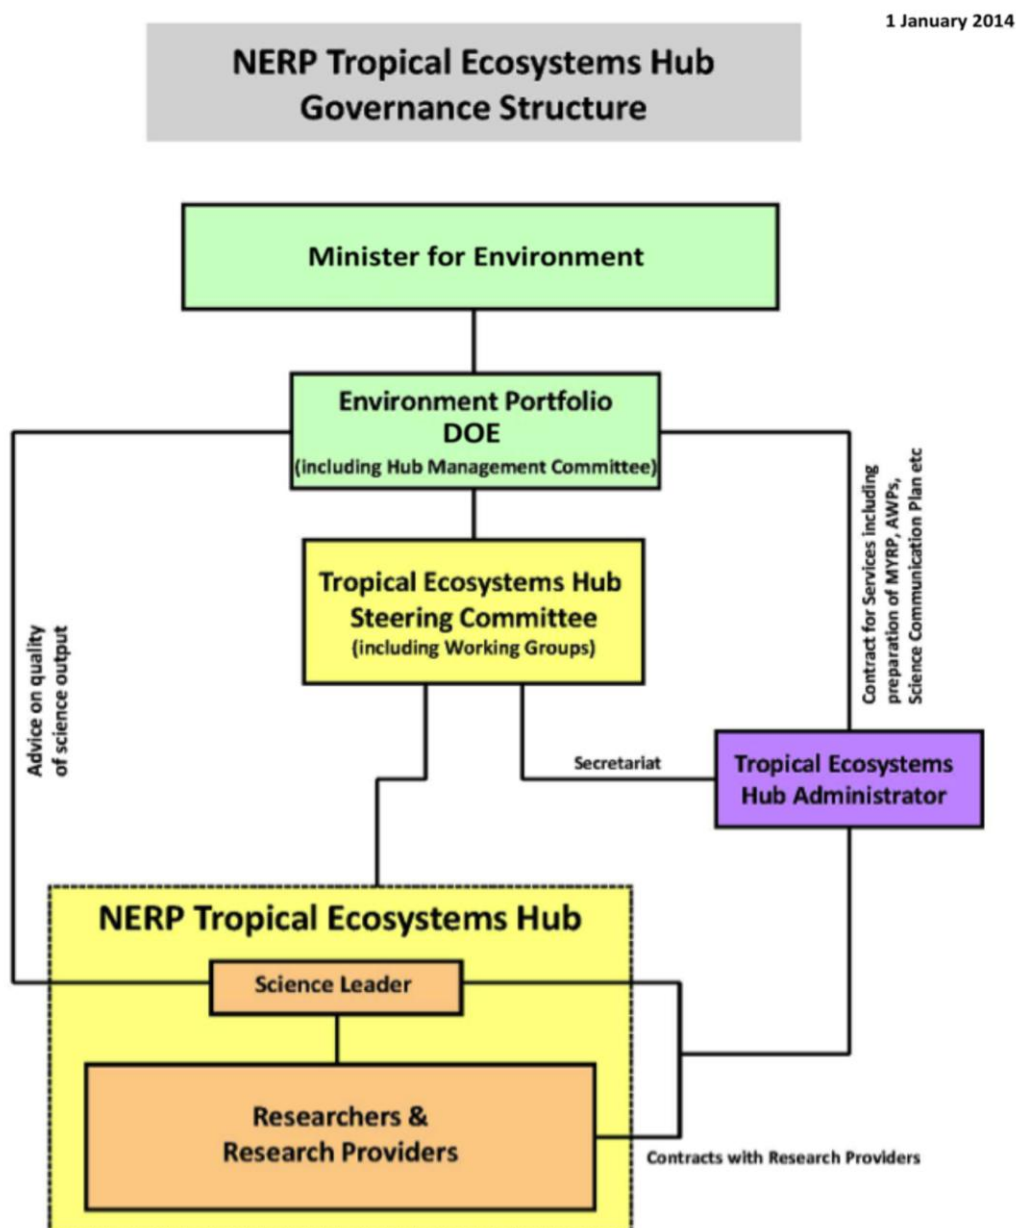 1 January 2014
NERP Tropical Ecosystems Hub
Governance Structure
Minister for Environment
Environment Portfolio
DOE
(including Hub Management Committee)
Contract for Services including
preparation of MYRP, AWPs,
Science Communication Plan etc
Tropical Ecosystems Hub
Steering Committee
(including Working Groups)
Advice on quality
of science output
Secretariat
Tropical Ecosystems
Hub Administrator
NERP Tropical Ecosystems Hub
Science Leader
Researchers &
Research Providers
Contracts with Research Providers